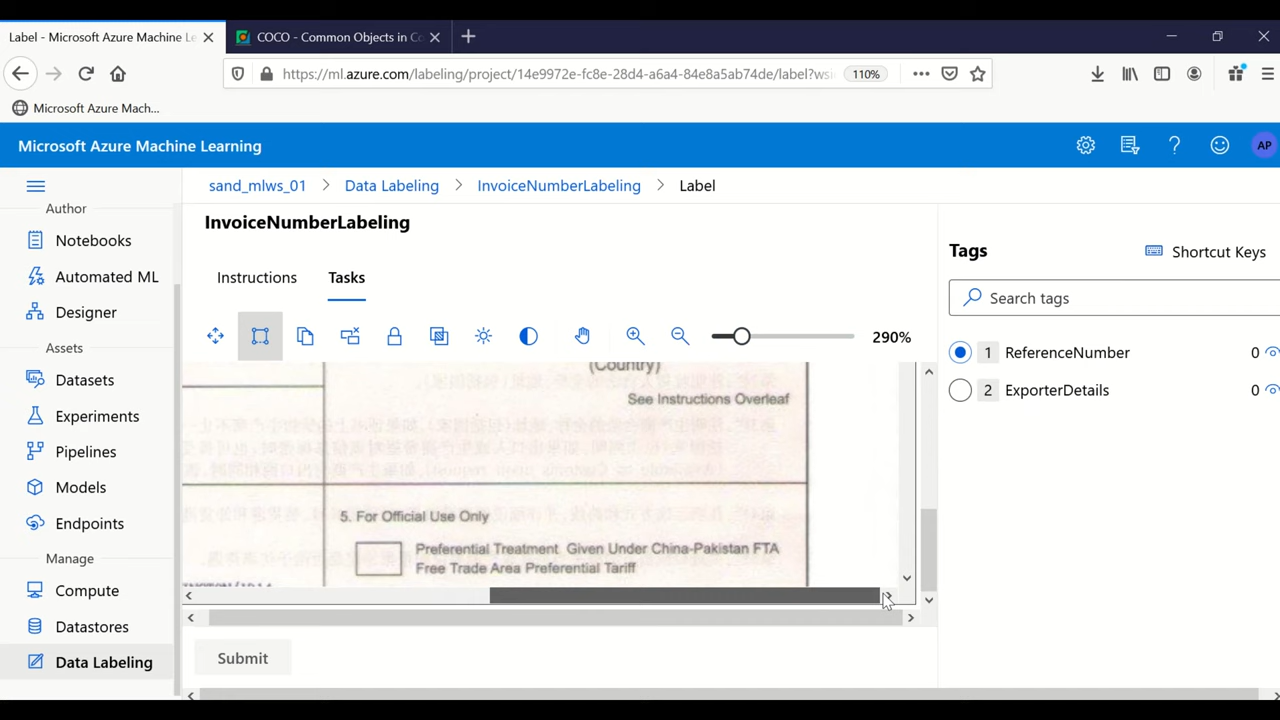 Label - Microsoft Azure Machine Le
COCO - Common Objects in Co
https://ml.azure.com/labeling/project/14e9972e-fc8e-28d4-a6a4-84e8a5ab74de/label?wsi
110%
Microsoft Azure Mach...
Microsoft Azure Machine Learning
AP
sand_mlws_01 > Data Labeling > InvoiceNumberLabeling > Label
Author
Notebooks
Automated ML
Designer
Assets
Datasets
Experiments
Pipelines
Models
Endpoints
Manage
Compute
Datastores
Data Labeling
InvoiceNumberLabeling
Instructions
Tasks
290%
(Country)
See Instructions Overleaf
5. For Official Use Only
Preferential Treatment Given Under China-Pakistan FTA
Free Trade Area Preferential Tariff
Submit
Tags
Shortcut Keys
Search tags
1 ReferenceNumber 0
2 ExporterDetails 0